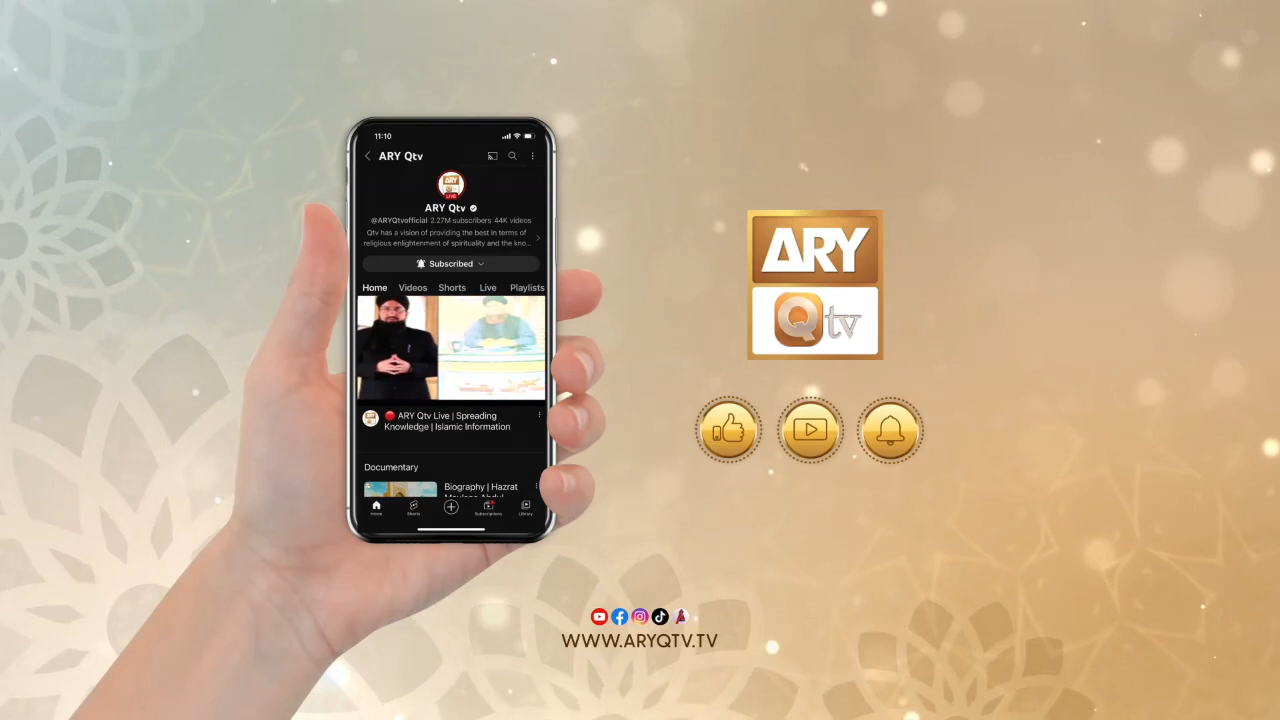 11:10
ARY Qtv
ARY
LIVE
ARY Qtv
@ARYQtvofficial 2.27M subscribers 44K videos
Qtv has a vision of providing the best in terms of
religious enlightenment of spirituality and the kno...
Subscribed
Home Videos Shorts Live Playlists
ARY Qtv Live | Spreading
Knowledge | Islamic Information
Documentary
Biography | Hazrat
Home Shorts Subscriptions Library
ARY
Qtv
WWW.ARYQTV.TV